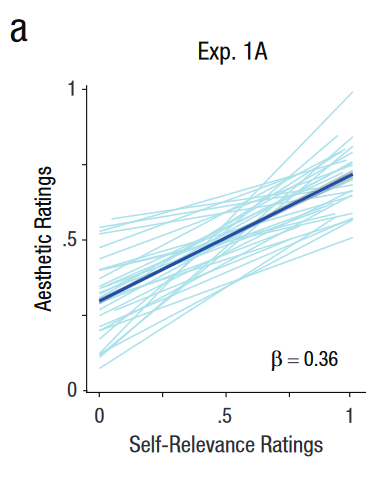 a
Exp. 1A
1
.5
0
Aesthetic Ratings
β = 0.36
0 .5 1
Self-Relevance Ratings